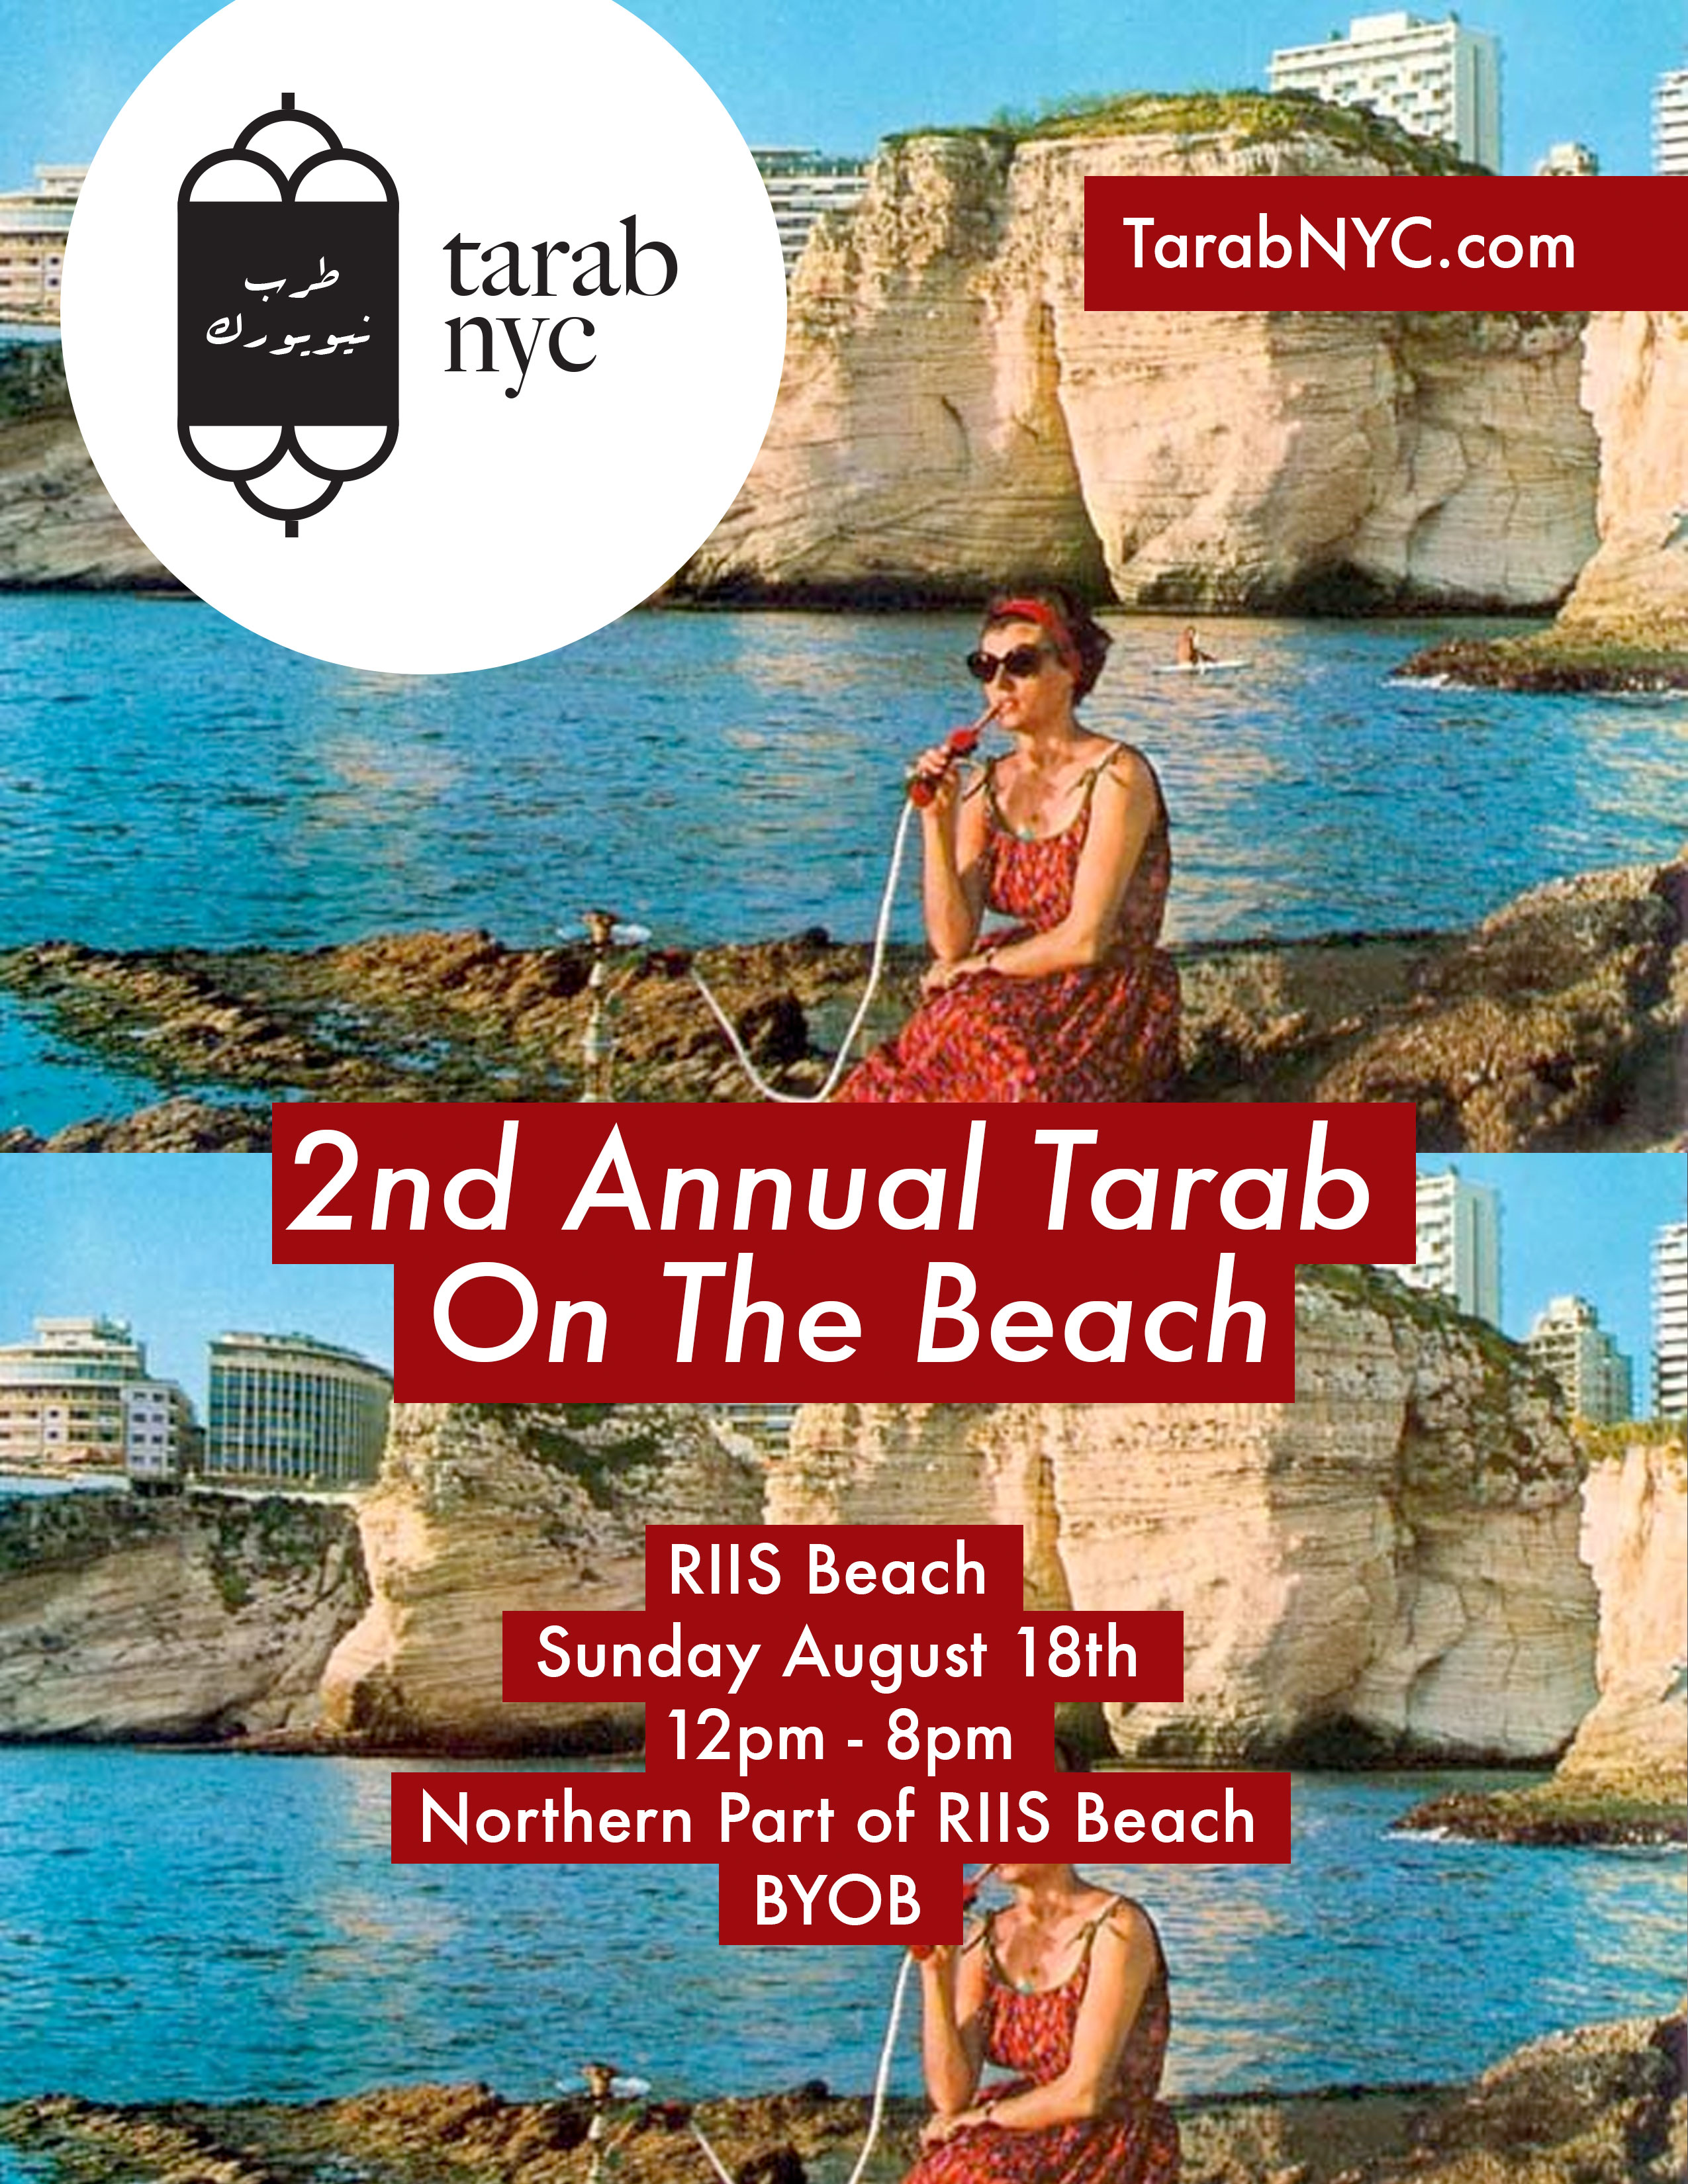 طرب
نيويورك
tarab
nyc
TarabNYC.com
2nd Annual Tarab
On The Beach
RIIS Beach
Sunday August 18th
12pm - 8pm
Northern Part of RIIS Beach
BYOB